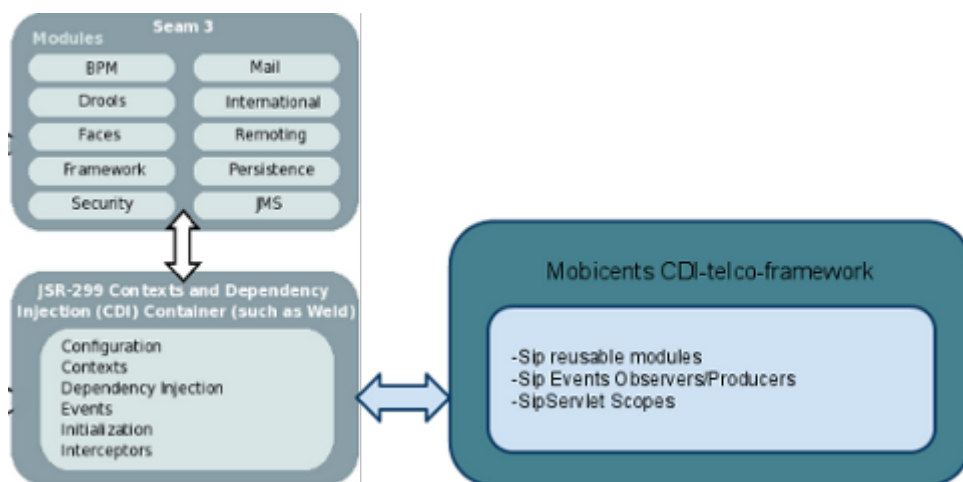 Seam 3
Modules
BPM
Mail
Drools
International
Faces
Remoting
Framework
Persistence
Security
JMS
JSR-299 Contexts and Dependency
Injection (CDI) Container (such as Weld)
Configuration
Contexts
Dependency Injection
Events
Initialization
Interceptors
Mobicents CDI-telco-framework
-Sip reusable modules
-Sip Events Observers/Producers
-SipServlet Scopes